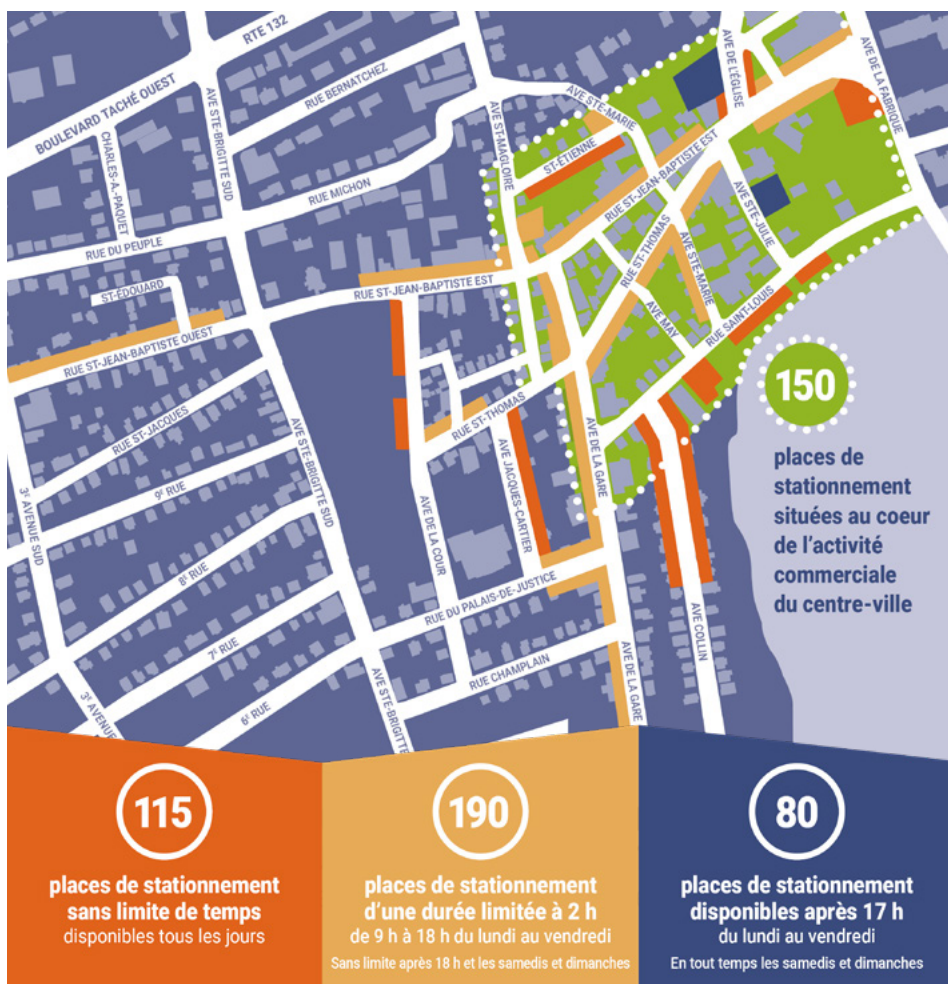 RTE 132
BOULEVARD TACHÉ OUEST
AVE STE-BRIGITTE SUD
RUE BERNATCHEZ
CHARLES-A.-PAQUET
RUE MICHON
RUE DU PEUPLE
ST-ÉDOUARD
RUE ST-JEAN-BAPTISTE OUEST
RUE ST-JEAN-BAPTISTE EST
AVE ST-MAGLOIRE
AVE STE-MARIE
ST-ÉTIENNE
RUE ST-JEAN-BAPTISTE EST
AVE DE L'ÉGLISE
AVE DE LA FABRIQUE
RUE ST-THOMAS
AVE STE-MARIE
AVE STE-JULIE
AVE MAY
RUE SAINT-LOUIS
RUE ST-JACQUES
9E RUE
3E AVENUE SUD
8E RUE
7E RUE
6E RUE
3E AVENUE
AVE STE-BRIGITTE SUD
AVE STE-BRIGITTE
RUE ST-THOMAS
AVE DE LA COUR
AVE JACQUES-CARTIER
AVE DE LA GARE
RUE DU PALAIS-DE-JUSTICE
RUE CHAMPLAIN
AVE DE LA GARE
AVE COLLIN
150
places de
stationnement
situées au coeur
de l'activité
commerciale
du centre-ville
115
places de stationnement
sans limite de temps
disponibles tous les jours
190
places de stationnement
d'une durée limitée à 2 h
de 9 h à 18 h du lundi au vendredi
Sans limite après 18 h et les samedis et dimanches
80
places de stationnement
disponibles après 17 h
du lundi au vendredi
En tout temps les samedis et dimanches